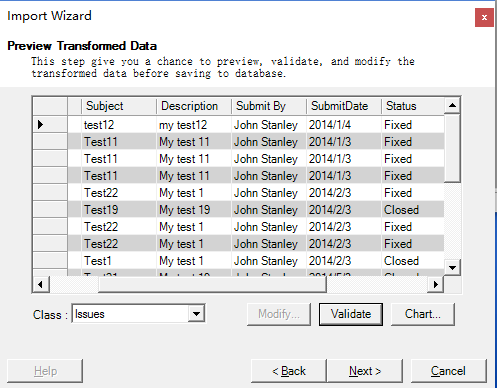 Import Wizard
Preview Transformed Data
This step give you a chance to preview, validate, and modify the
transformed data before saving to database.
Subject Description Submit By SubmitDate Status
test12 my test12 John Stanley 2014/1/4 Fixed
Test11 My test 11 John Stanley 2014/1/3 Fixed
Test11 My test 11 John Stanley 2014/1/3 Fixed
Test11 My test 11 John Stanley 2014/1/3 Fixed
Test22 My test 1 John Stanley 2014/2/3 Fixed
Test19 My test 19 John Stanley 2014/2/3 Closed
Test22 My test 1 John Stanley 2014/2/3 Fixed
Test22 My test 1 John Stanley 2014/2/3 Fixed
Test1 My test 1 John Stanley 2014/2/3 Closed
Class : Issues Modify... Validate Chart...
Help < Back Next > Cancel